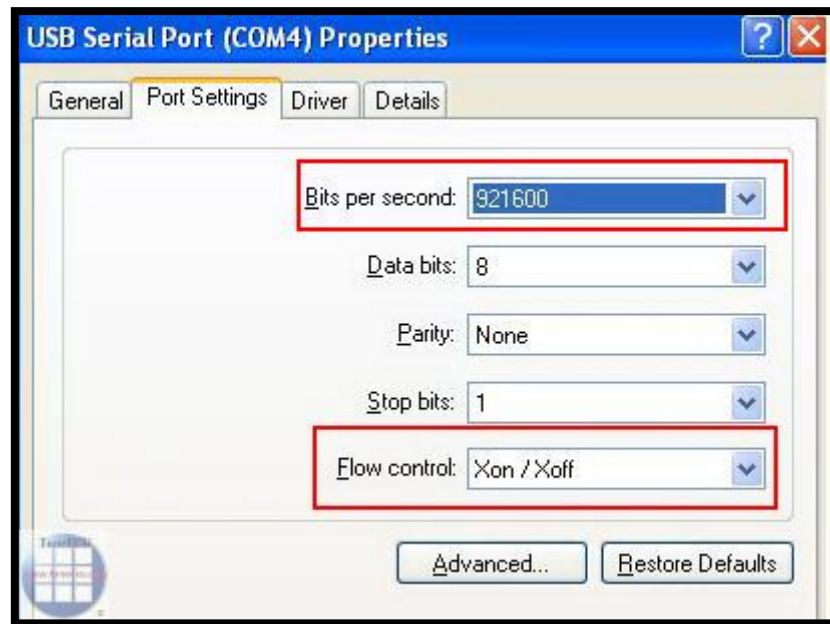 USB Serial Port (COM4) Properties
General Port Settings Driver Details
Bits per second: 921600
Data bits: 8
Parity: None
Stop bits: 1
Flow control: Xon / Xoff
Advanced... Restore Defaults